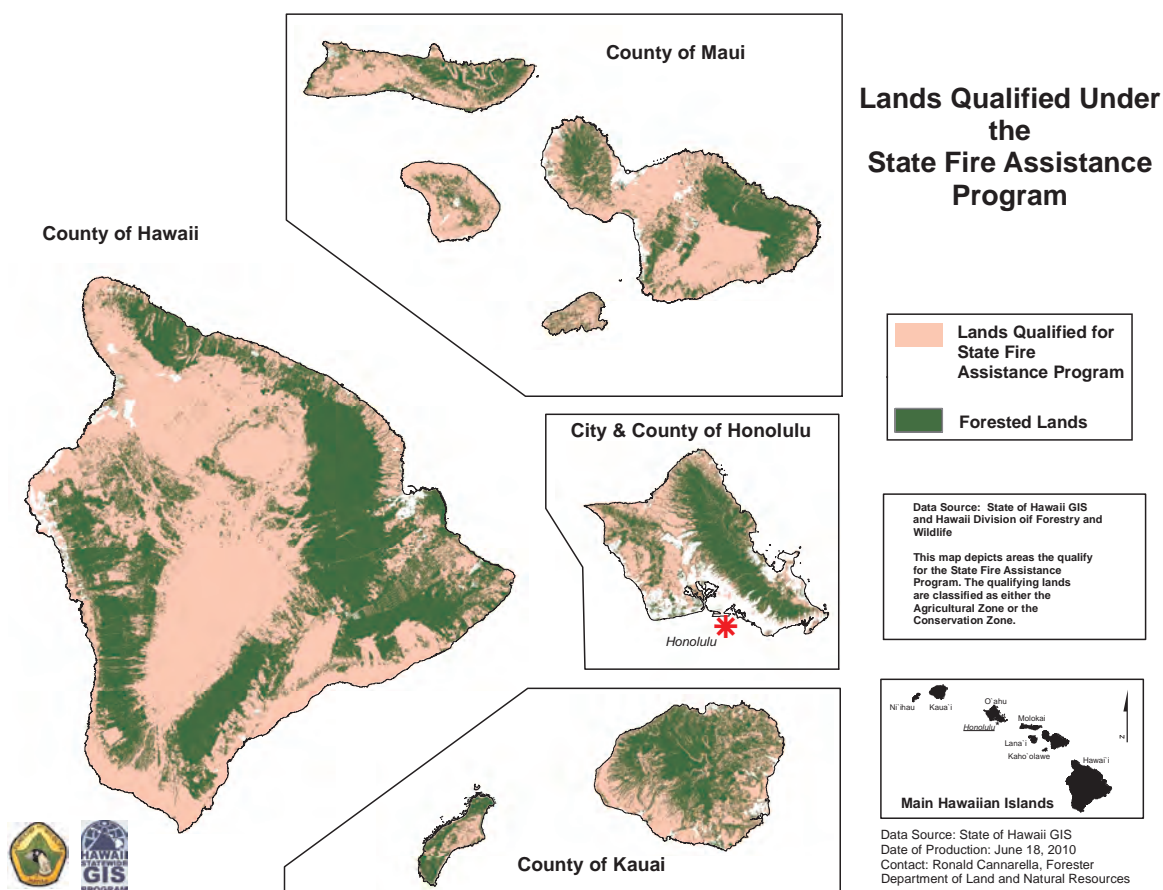 County of Maui
Lands Qualified Under
the
State Fire Assistance
Program
County of Hawaii
Lands Qualified for
State Fire
Assistance Program
Forested Lands
City & County of Honolulu
Honolulu
Data Source: State of Hawaii GIS
and Hawaii Division oif Forestry and
Wildlife
This map depicts areas the qualify
for the State Fire Assistance
Program. The qualifying lands
are classified as either the
Agricultural Zone or the
Conservation Zone.
Ni`ihau
Kaua`i
O`ahu
Honolulu
Molokai
Lana`i
Kaho`olawe
Hawai`i
N
Main Hawaiian Islands
County of Kauai
Data Source: State of Hawaii GIS
Date of Production: June 18, 2010
Contact: Ronald Cannarella, Forester
Department of Land and Natural Resources
HAWAII
STATEWIDE
GIS
PROGRAM